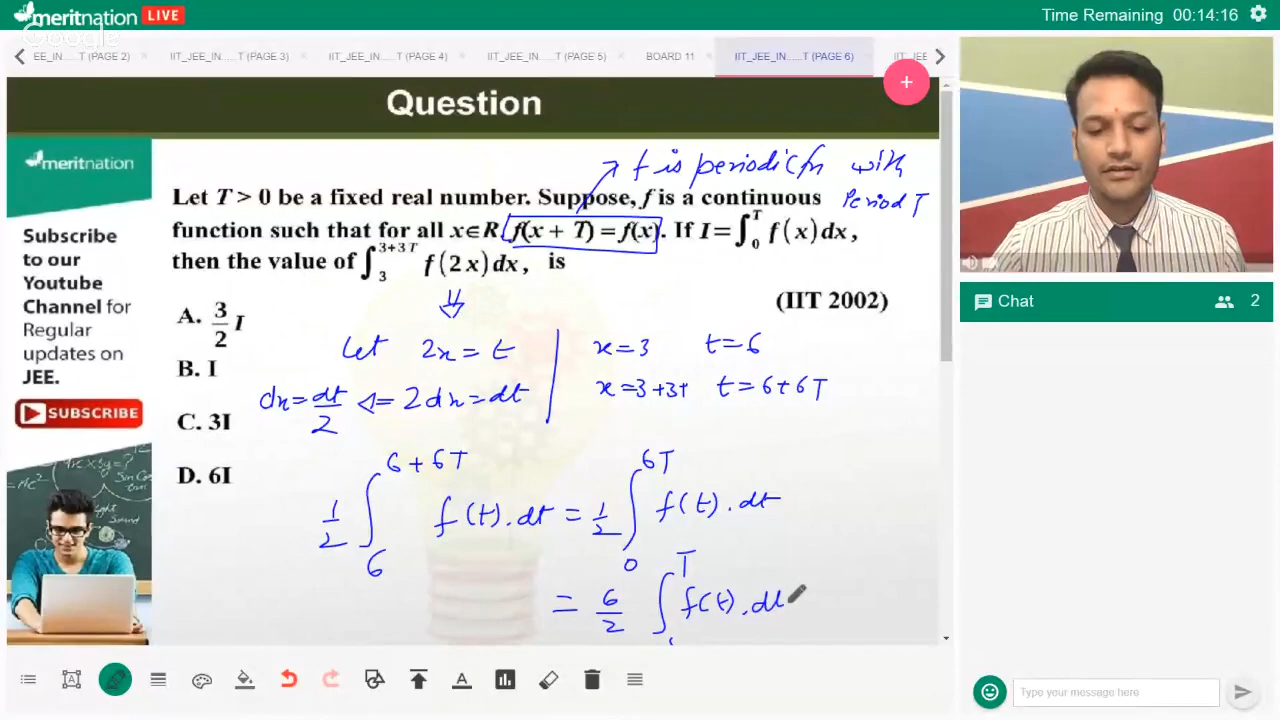 meritnation LIVE
Google
Time Remaining 00:14:16
EE_IN.....T (PAGE 2) IIT_JEE_IN.....T (PAGE 3) IIT_JEE_IN.....T (PAGE 4) IIT_JEE_IN.....T (PAGE 5) BOARD 11 IIT_JEE_IN.....T (PAGE 6) IIT_JEE
+
Question
meritnation
f is periodic fn with
Period T
Let T > 0 be a fixed real number. Suppose, f is a continuous
function such that for all x∈R, f(x + T) = f(x). If I = ∫₀ᵀ f(x) dx,
then the value of ∫₃³⁺³ᵀ f(2x) dx, is
(IIT 2002)
A. 3/2 I
B. I
C. 3I
D. 6I
Subscribe
to our
Youtube
Channel for
Regular
updates on
JEE.
SUBSCRIBE
⇓
Let 2x = t
dx = dt/2 ⇐ 2dx = dt
x=3 t=6
x=3+3T t=6+6T
1/2 ∫₆⁶⁺⁶ᵀ f(t).dt = 1/2 ∫₀⁶ᵀ f(t).dt
= 6/2 ∫ᵀ f(t).dt
Chat 2
Type your message here